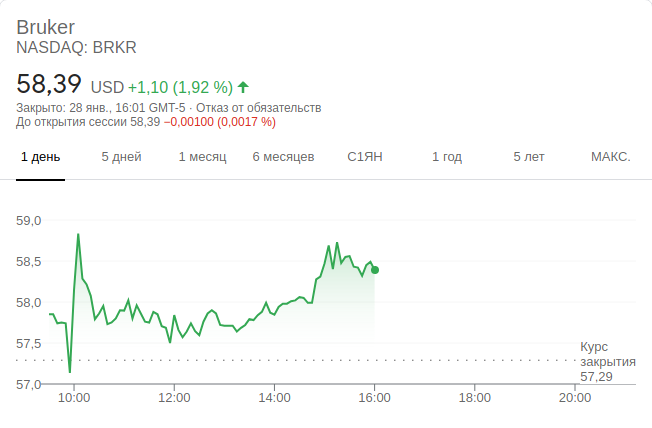 Bruker
NASDAQ: BRKR
58,39 USD +1,10 (1,92 %)
Закрыто: 28 янв., 16:01 GMT-5 · Отказ от обязательств
До открытия сессии 58,39 −0,00100 (0,0017 %)
1 день 5 дней 1 месяц 6 месяцев С1ЯН 1 год 5 лет МАКС.
59,0
58,5
58,0
57,5
57,0
Курс
закрытия
57,29
10:00 12:00 14:00 16:00 18:00 20:00